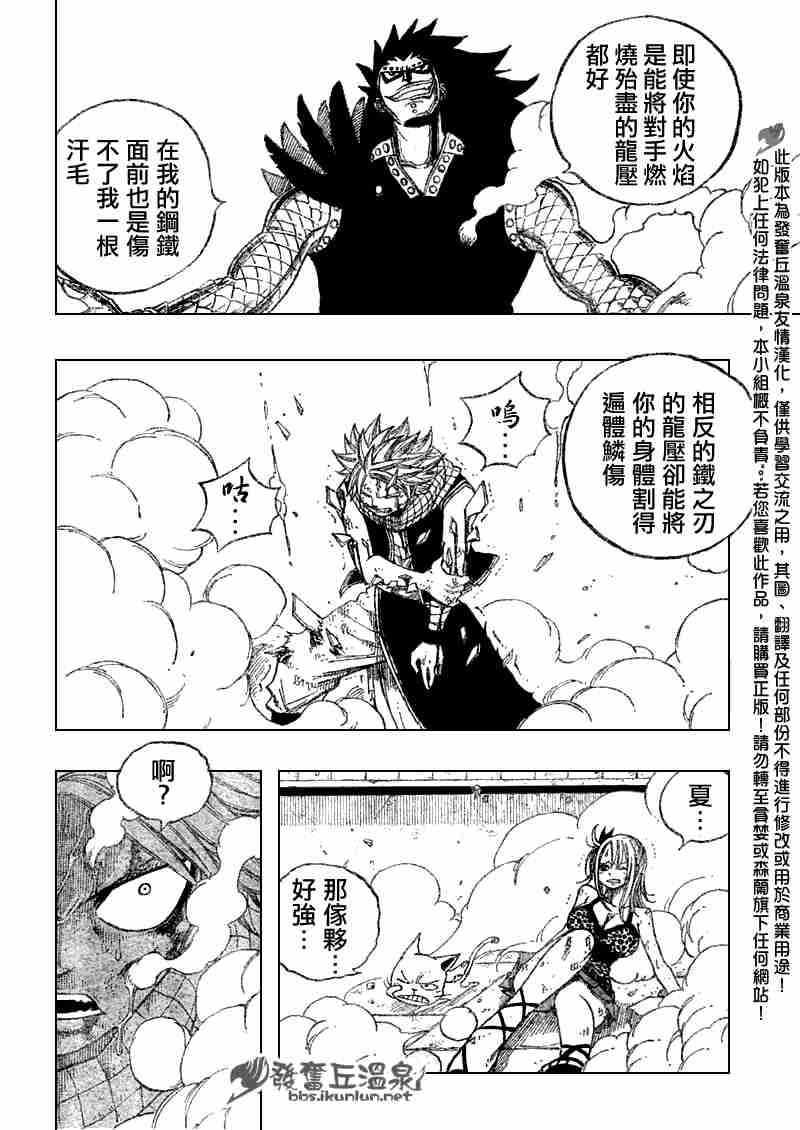 即使你的火焰
是能將對手燃
燒殆盡的龍壓
都好
在我的鋼鐵
面前也是傷
不了我一根
汗毛
相反的鐵之刃
的龍壓卻能將
你的身體割得
遍體鱗傷
嗚…
咕…
夏…
那傢夥…
好強…
啊?
此版本為發奮丘溫泉友情漢化，僅供學習交流之用，其圖、翻譯及任何部份不得進行修改或用於商業用途！
如犯上任何法律問題，本小組概不負責。若您喜歡此作品，請購買正版！請勿轉至貪婪或森蘭旗下任何網站！
發奮丘溫泉
bbs.ikunlun.net